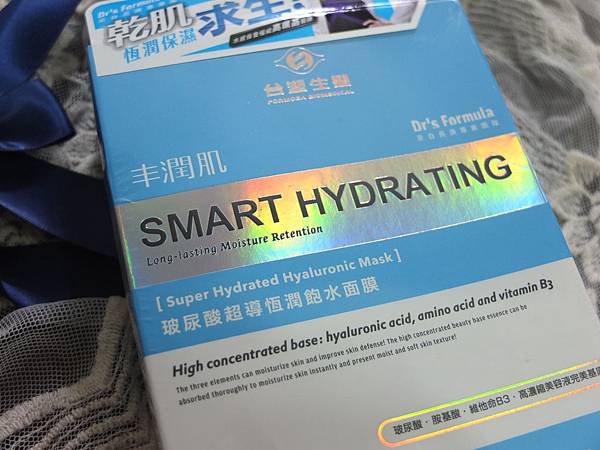 Dr's Formula
乾肌
求生
恆潤保濕
台塑生醫
FORMOSA BIOMEDICAL
Dr's Formula
丰潤肌
SMART HYDRATING
Long-lasting Moisture Retention
[ Super Hydrated Hyaluronic Mask ]
玻尿酸超導恆潤飽水面膜
High concentrated base : hyaluronic acid, amino acid and vitamin B3
The three elements can moisturize skin and improve skin defense! The high concentrated beauty base essence can be
absorbed thoroughly to moisturize skin instantly and present moist and soft skin texture!
玻尿酸．胺基酸．維他命B3．高濃縮美容液完美基底